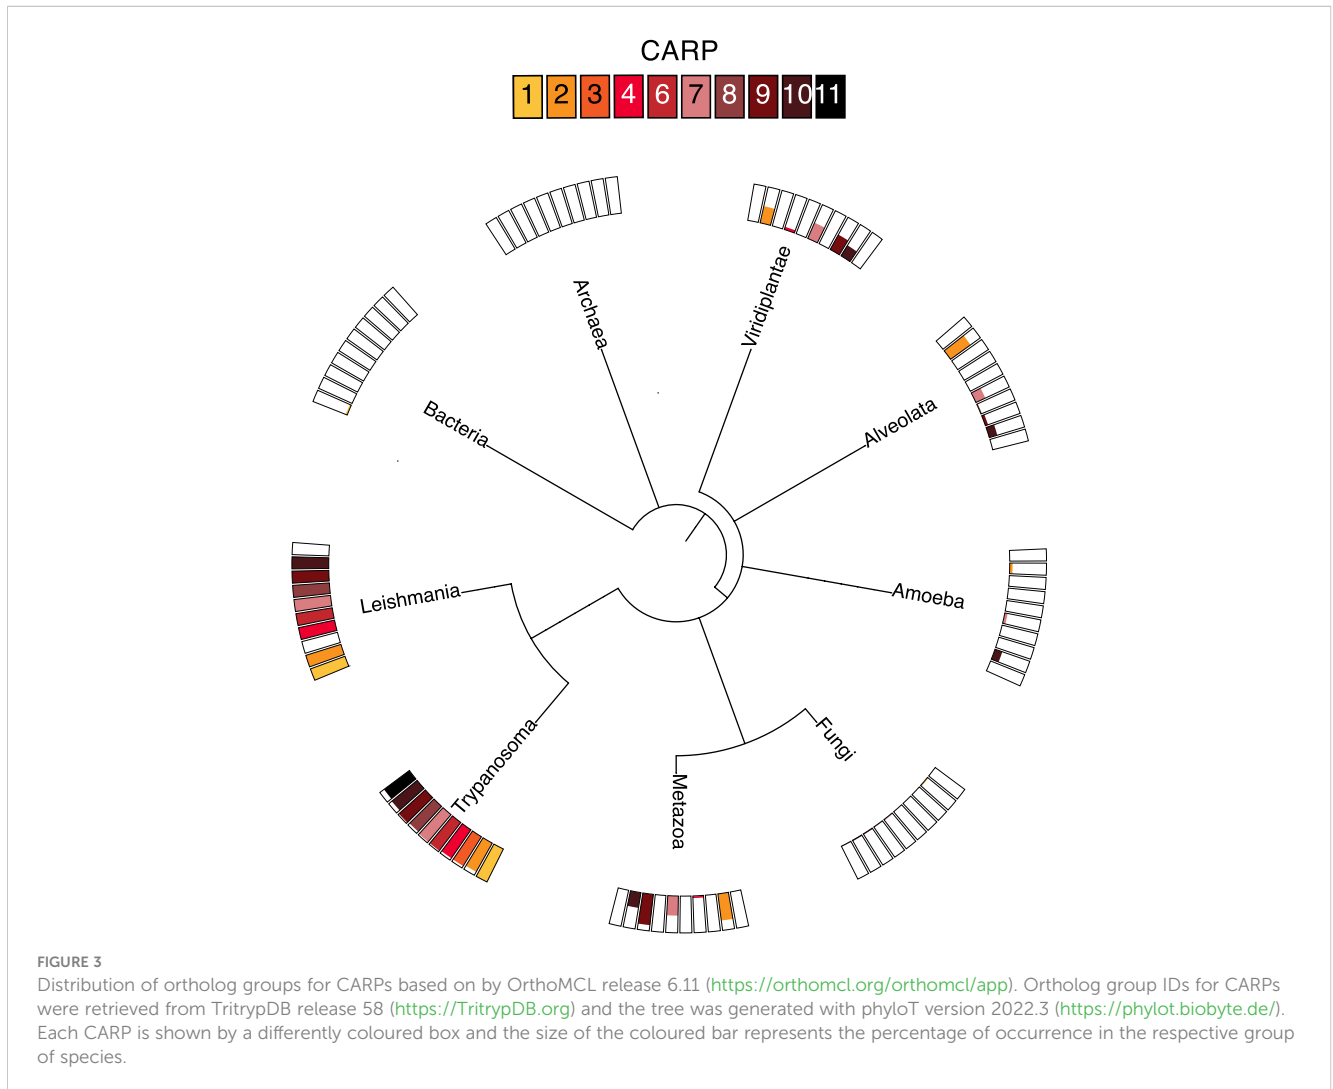 CARP
1 2 3 4 6 7 8 9 10 11
Archaea
Viridiplantae
Bacteria
Alveolata
Leishmania
Amoeba
Trypanosoma
Metazoa
Fungi
FIGURE 3
Distribution of ortholog groups for CARPs based on by OrthoMCL release 6.11 (https://orthomcl.org/orthomcl/app). Ortholog group IDs for CARPs
were retrieved from TritrypDB release 58 (https://TritrypDB.org) and the tree was generated with phyloT version 2022.3 (https://phylot.biobyte.de/).
Each CARP is shown by a differently coloured box and the size of the coloured bar represents the percentage of occurrence in the respective group
of species.